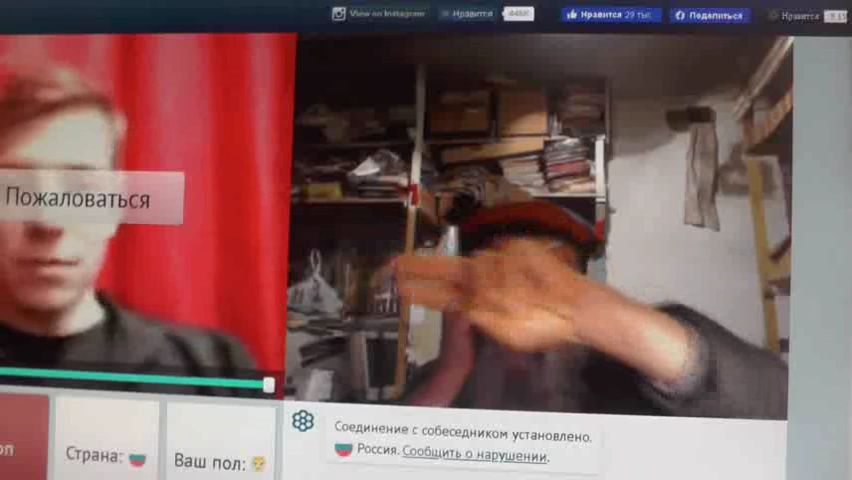 View on Instagram
Нравится 446K
Нравится 29 тыс.
Поделиться
Нравится
Пожаловаться
Страна:
Ваш пол:
Соединение с собеседником установлено.
Россия. Сообщить о нарушении.